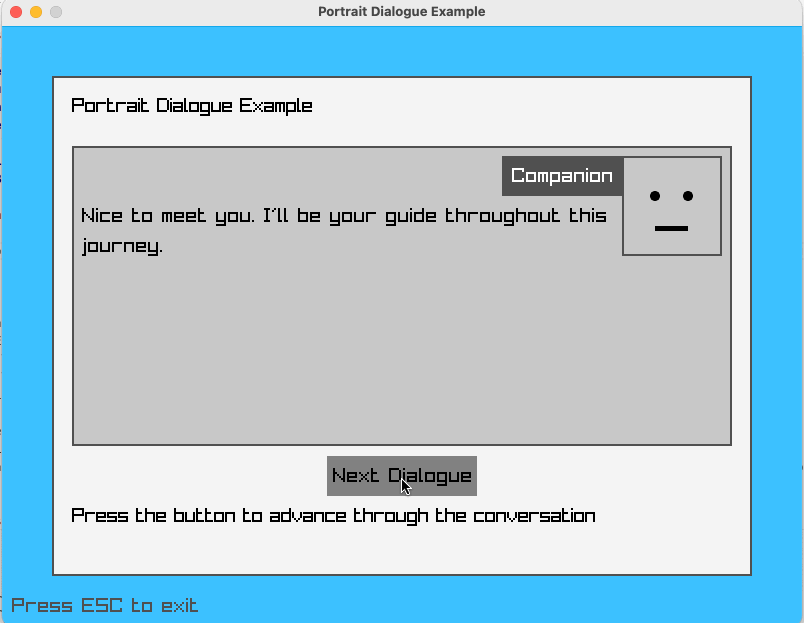 Portrait Dialogue Example
Portrait Dialogue Example
Companion
Nice to meet you. I'll be your guide throughout this
journey.
Next Dialogue
Press the button to advance through the conversation
Press ESC to exit